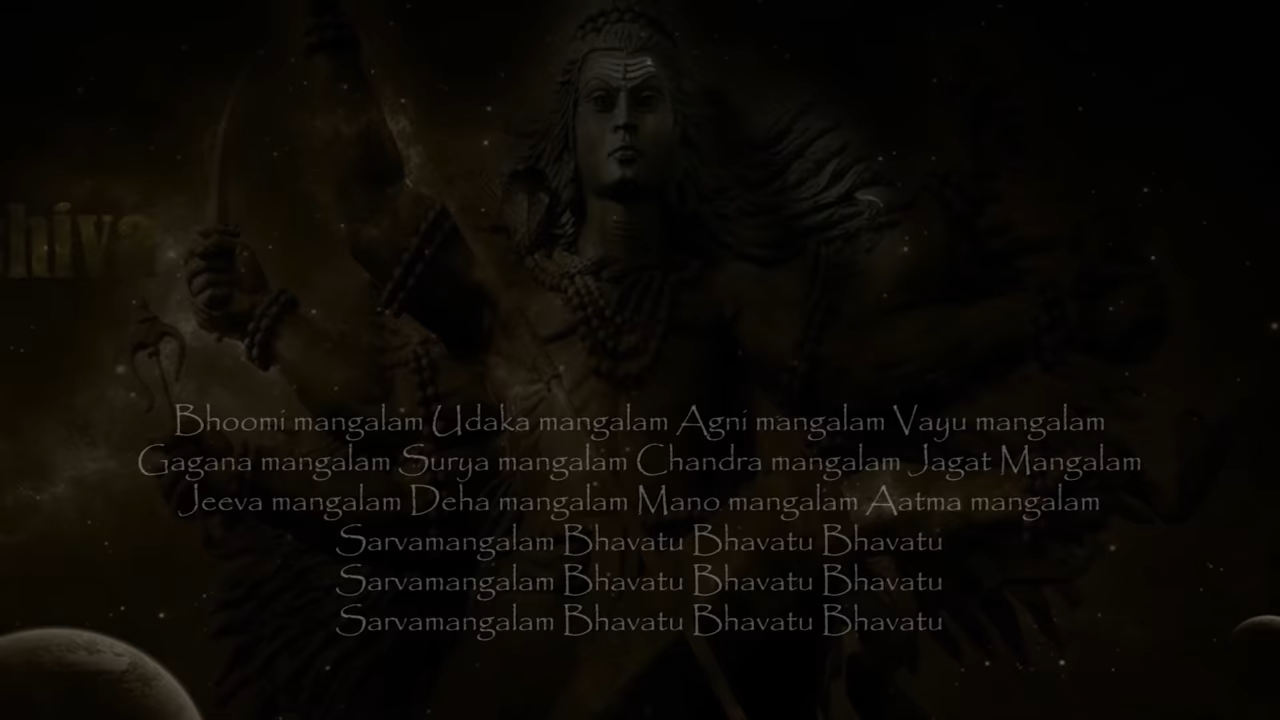 hiva
Bhoomi mangalam Udaka mangalam Agni mangalam Vayu mangalam
Gagana mangalam Surya mangalam Chandra mangalam Jagat Mangalam
Jeeva mangalam Deha mangalam Mano mangalam Aatma mangalam
Sarvamangalam Bhavatu Bhavatu Bhavatu
Sarvamangalam Bhavatu Bhavatu Bhavatu
Sarvamangalam Bhavatu Bhavatu Bhavatu